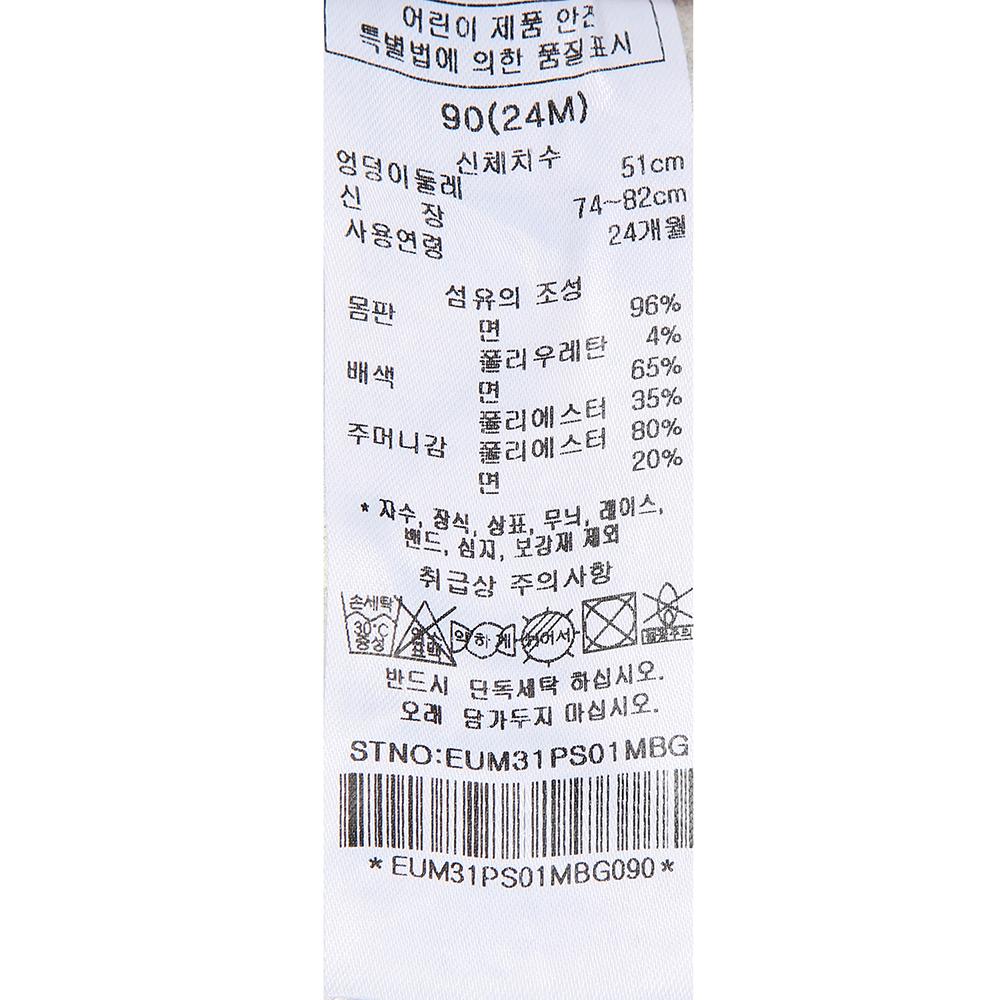 어린이 제품 안전
특별법에 의한 품질표시
90(24M)
신체치수
엉덩이둘레 51cm
신 장 74~82cm
사용연령 24개월
섬유의 조성
몸판 면 96%
폴리우레탄 4%
배색 면 65%
폴리에스터 35%
주머니감 폴리에스터 80%
면 20%
* 자수, 장식, 상표, 무늬, 레이스,
밴드, 심지, 보강재 제외
취급상 주의사항
손세탁 30°C 중성 염소 표백 약하게 뉘어서
반드시 단독세탁 하십시오.
오래 담가두지 마십시오.
STNO:EUM31PS01MBG
*EUM31PS01MBG090*